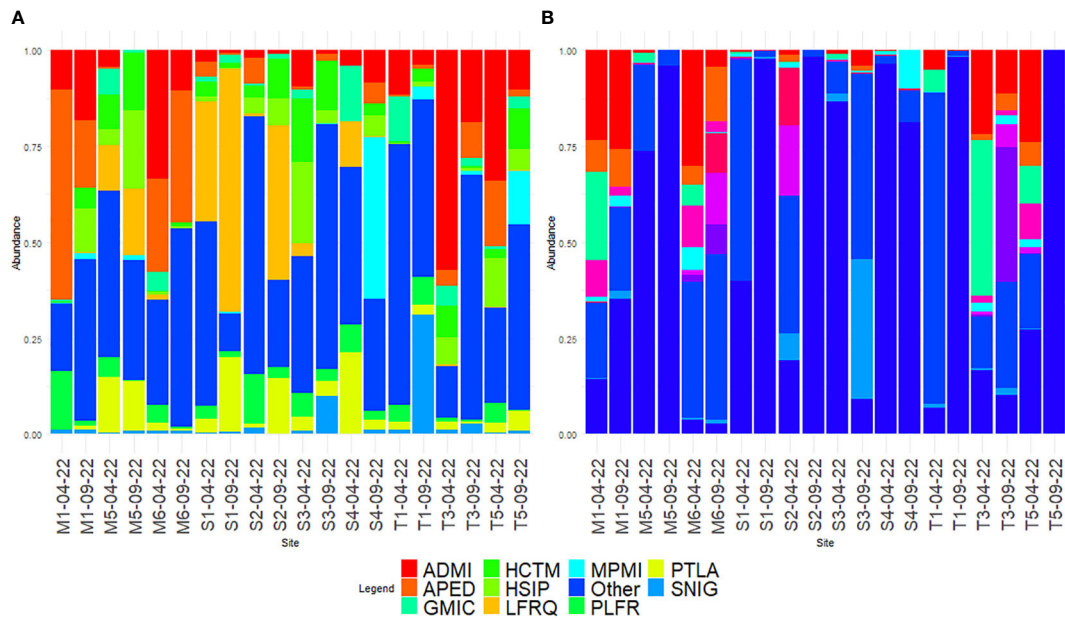 A
B
1.00
0.75
0.50
0.25
0.00
Abundance
M1-04-22
M1-09-22
M5-04-22
M5-09-22
M6-04-22
M6-09-22
S1-04-22
S1-09-22
S2-04-22
S2-09-22
S3-04-22
S3-09-22
S4-04-22
S4-09-22
T1-04-22
T1-09-22
T3-04-22
T3-09-22
T5-04-22
T5-09-22
Site
1.00
0.75
0.50
0.25
0.00
Abundance
M1-04-22
M1-09-22
M5-04-22
M5-09-22
M6-04-22
M6-09-22
S1-04-22
S1-09-22
S2-04-22
S2-09-22
S3-04-22
S3-09-22
S4-04-22
S4-09-22
T1-04-22
T1-09-22
T3-04-22
T3-09-22
T5-04-22
T5-09-22
Site
Legend
ADMI HCTM MPMI PTLA
APED HSIP Other SNIG
GMIC LFRQ PLFR